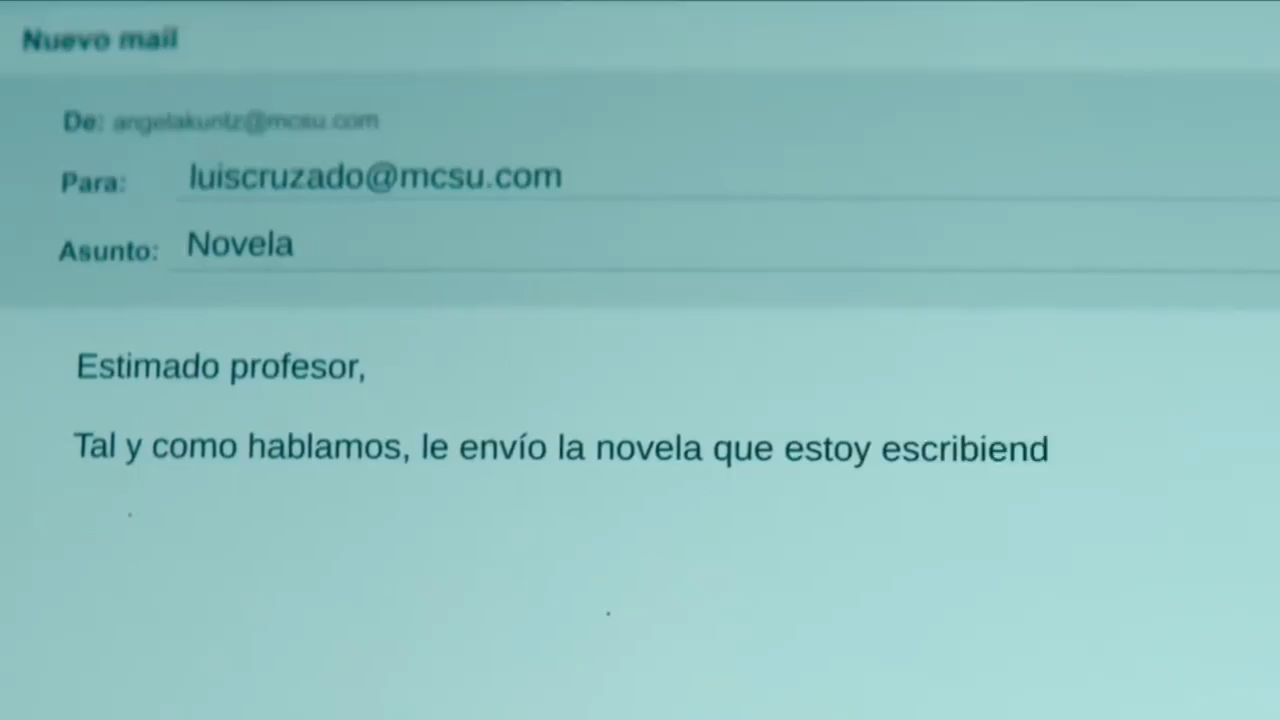 Nuevo mail
De: angelakuntz@mcsu.com
Para: luiscruzado@mcsu.com
Asunto: Novela
Estimado profesor,
Tal y como hablamos, le envío la novela que estoy escribiend